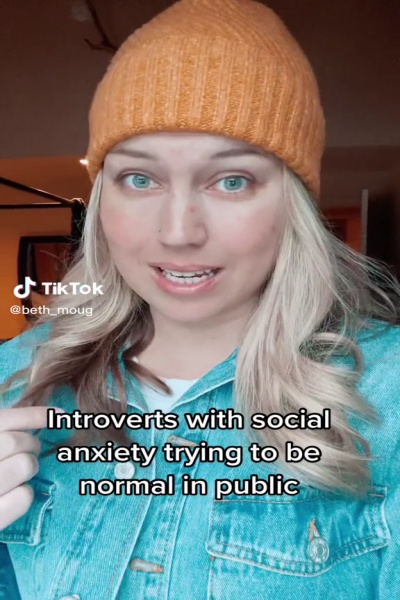 TikTok
@beth_moug
Introverts with social
anxiety trying to be
normal in public